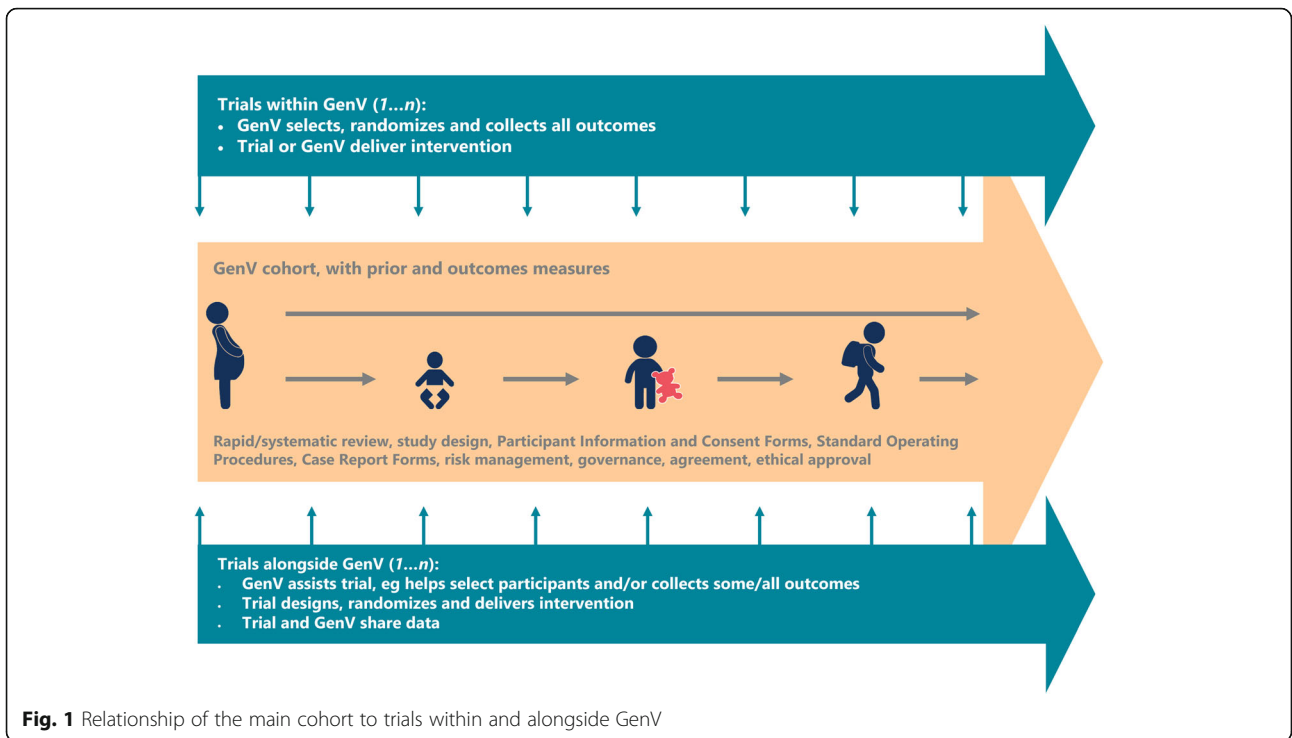 Trials within GenV (1...n):
• GenV selects, randomizes and collects all outcomes
• Trial or GenV deliver intervention
GenV cohort, with prior and outcomes measures
Rapid/systematic review, study design, Participant Information and Consent Forms, Standard Operating
Procedures, Case Report Forms, risk management, governance, agreement, ethical approval
Trials alongside GenV (1...n):
• GenV assists trial, eg helps select participants and/or collects some/all outcomes
• Trial designs, randomizes and delivers intervention
• Trial and GenV share data
Fig. 1 Relationship of the main cohort to trials within and alongside GenV